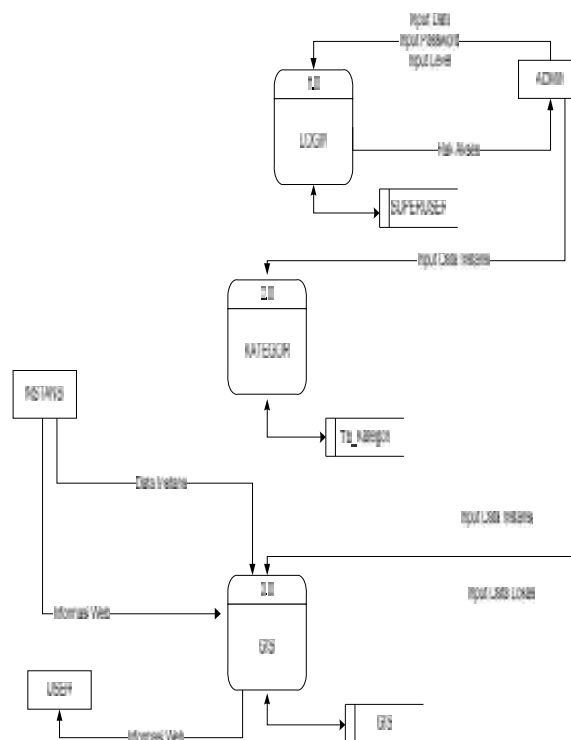 Input Data
Input Password
Input Level
1.0
ADMIN
LOGIN
Hak Akses
SUPERUSER
Input Data Instansi
2.0
KATEGORI
INSTANSI
Tb_Kategori
Data Instansi
Input Data Instansi
3.0
Input Data Lokasi
Informasi Web
GIS
USER
Informasi Web
GIS